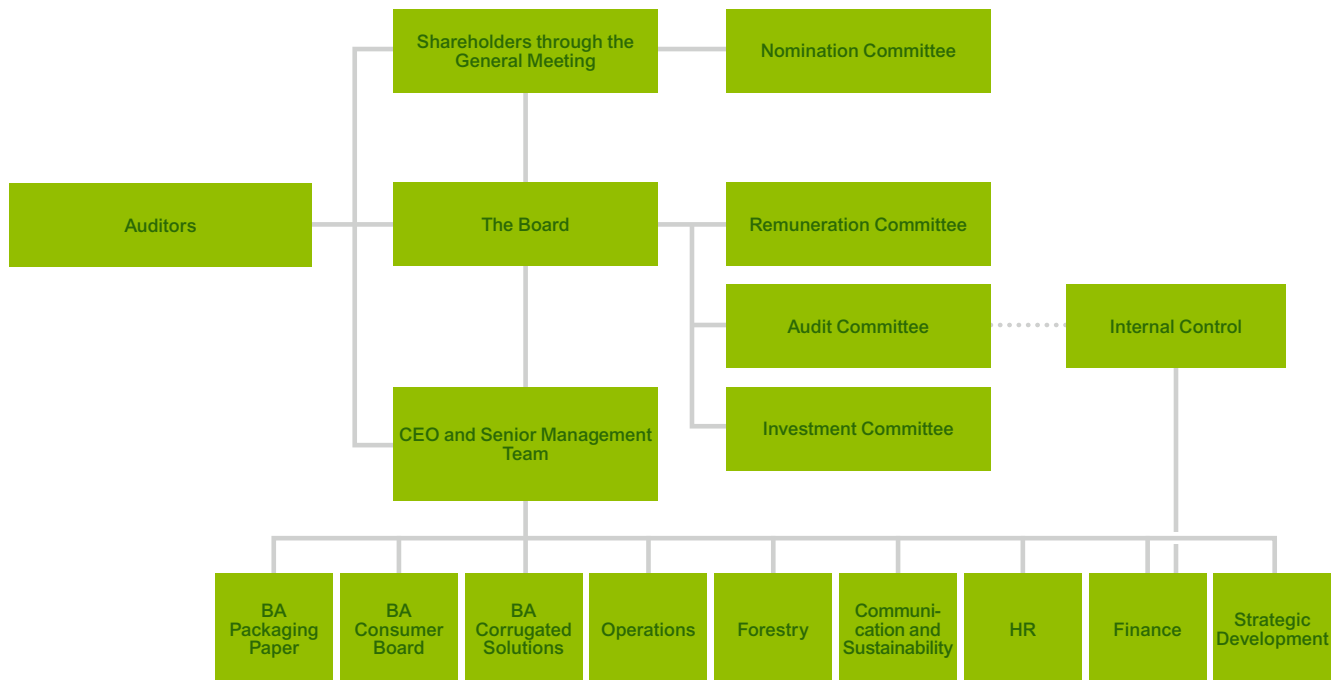 Shareholders through the
General Meeting
Nomination Committee
Auditors
The Board
Remuneration Committee
Audit Committee
Internal Control
CEO and Senior Management
Team
Investment Committee
BA
Packaging
Paper
BA
Consumer
Board
BA
Corrugated
Solutions
Operations
Forestry
Communi-
cation and
Sustainability
HR
Finance
Strategic
Development